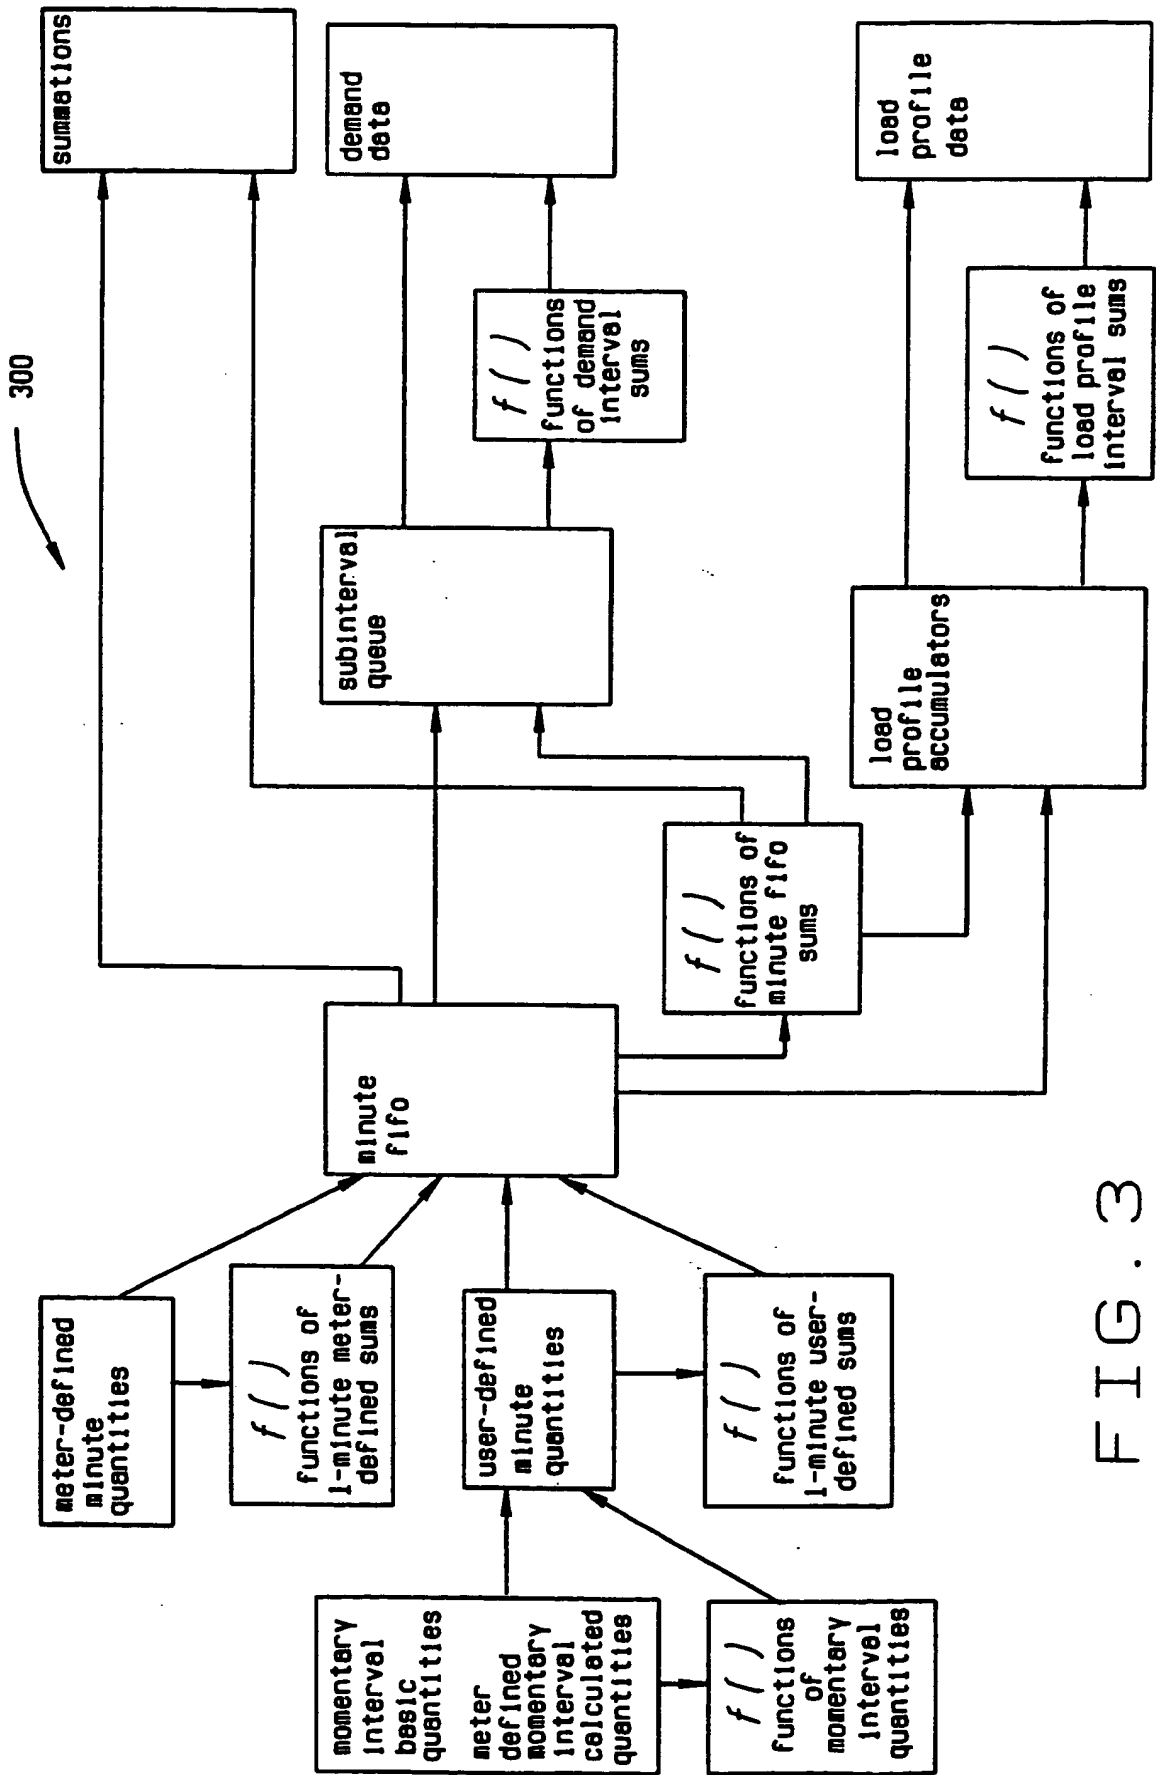 300
summations
demand
data
load
profile
data
f()
functions
of demand
interval
sums
f()
functions of
load profile
interval sums
subinterval
queue
load
profile
accumulators
f()
functions of
minute fifo
sums
minute
fifo
meter-defined
minute
quantities
f()
functions of
1-minute meter-
defined sums
user-defined
minute
quantities
f()
functions of
1-minute user-
defined sums
momentary
interval
basic
quantities
meter
defined
momentary
interval
calculated
quantities
f()
functions
of
momentary
interval
quantities
FIG. 3